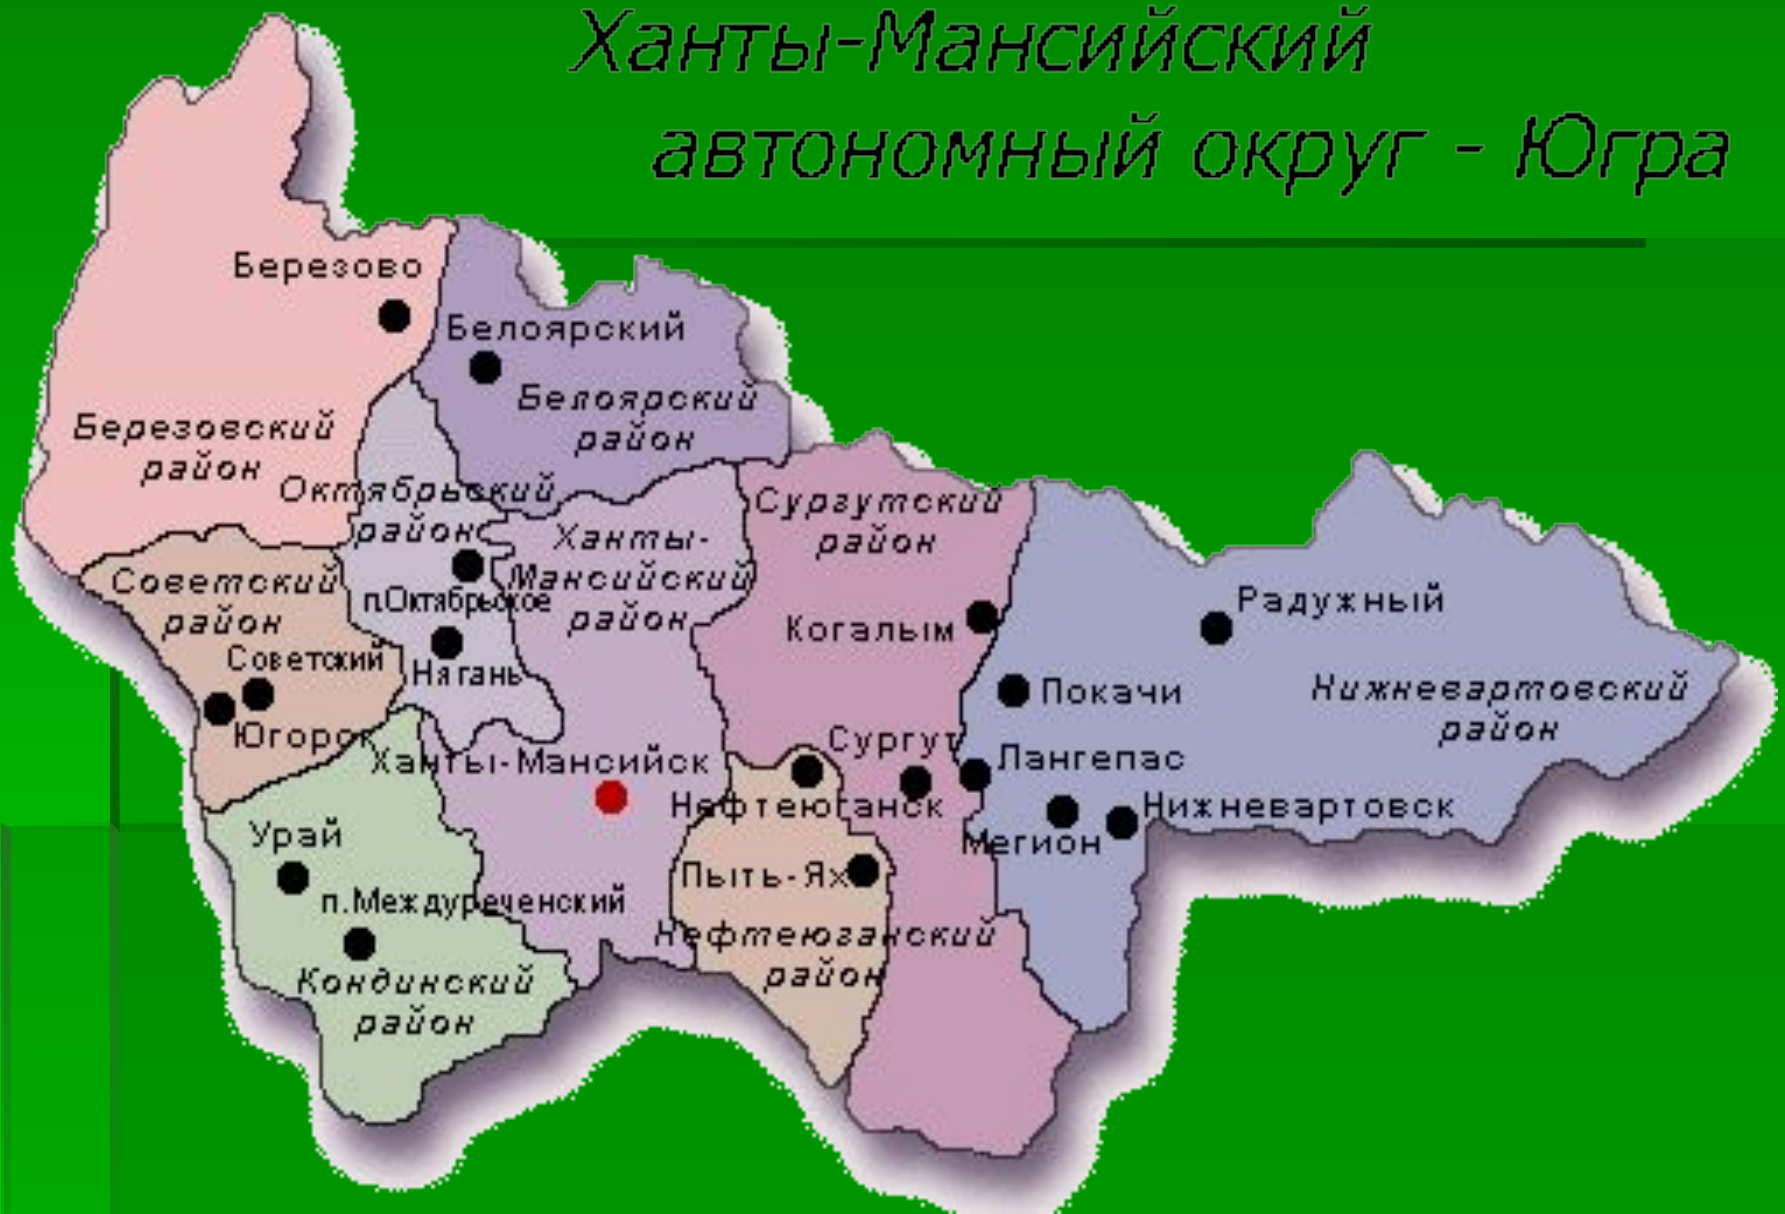 Ханты-Мансийский
автономный округ - Югра
Березово
Белоярский
Белоярский
район
Березовский
район
Октябрьский
район
Сургутский
район
Ханты-
Мансийский
район
Советский
район
п.Октябрьское
Когалым
Радужный
Советский
Нягань
Покачи
Нижневартовский
район
Югорск
Ханты-Мансийск
Сургут
Лангепас
Нефтеюганск
Нижневартовск
Мегион
Урай
Пыть-Ях
п.Междуреченский
Нефтеюганский
район
Кондинский
район